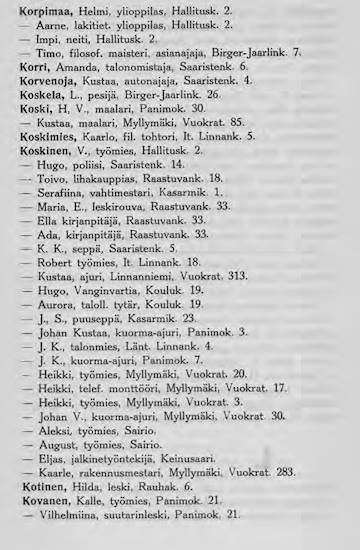 Korpimaa, Helmi, ylioppilas, Hallitusk. 2.
— Aarne, lakitiet. ylioppilas, Hallitusk. 2.
— Impi, neiti, Hallitusk. 2.
— Timo, filosof. maisteri, asianajaja, Birger-Jaarlink. 7.
Korri, Amanda, talonomistaja, Saaristenk. 6.
Korvenoja, Kustaa, autonajaja, Saaristenk. 4.
Koskela, L., pesijä, Birger-Jaarlink. 26.
Koski, H, V., maalari, Panimok. 30.
— Kustaa, maalari, Myllymäki, Vuokrat. 85.
Koskimies, Kaarlo, fil. tohtori, It. Linnank. 5.
Koskinen, V., työmies, Hallitusk. 2.
— Hugo, poliisi, Saaristenk. 14.
— Toivo, lihakauppias, Raastuvank. 18.
— Serafiina, vahtimestari, Kasarmik. 1.
— Maria, E., leskirouva, Raastuvank. 33.
— Ella kirjanpitäjä, Raastuvank. 33.
— Ada, kirjanpitäjä, Raastuvank. 33.
— K. K., seppä, Saaristenk. 5.
— Robert työmies, It. Linnank. 18.
— Kustaa, ajuri, Linnanniemi, Vuokrat. 313.
— Hugo, Vanginvartia, Kouluk. 19.
— Aurora, taloll. tytär, Kouluk. 19.
— J., S., puuseppä, Kasarmik. 23.
— Johan Kustaa, kuorma-ajuri, Panimok. 3.
— J. K., talonmies, Länt. Linnank. 4.
— J. K., kuorma-ajuri, Panimok. 7.
— Heikki, työmies, Myllymäki, Vuokrat. 20.
— Heikki, telef. monttööri, Myllymäki, Vuokrat. 17.
— Heikki, työmies, Myllymäki, Vuokrat. 3.
— Johan V., kuorma-ajuri, Myllymäki, Vuokrat. 30.
— Aleksi, työmies, Sairio.
— August, työmies, Sairio.
— Eljas, jalkinetyöntekijä, Keinusaari.
— Kaarle, rakennusmestari, Myllymäki, Vuokrat. 283.
Kotinen, Hilda, leski, Rauhak. 6.
Kovanen, Kalle, työmies, Panimok. 21.
— Vilhelmiina, suutarinleski, Panimok. 21.